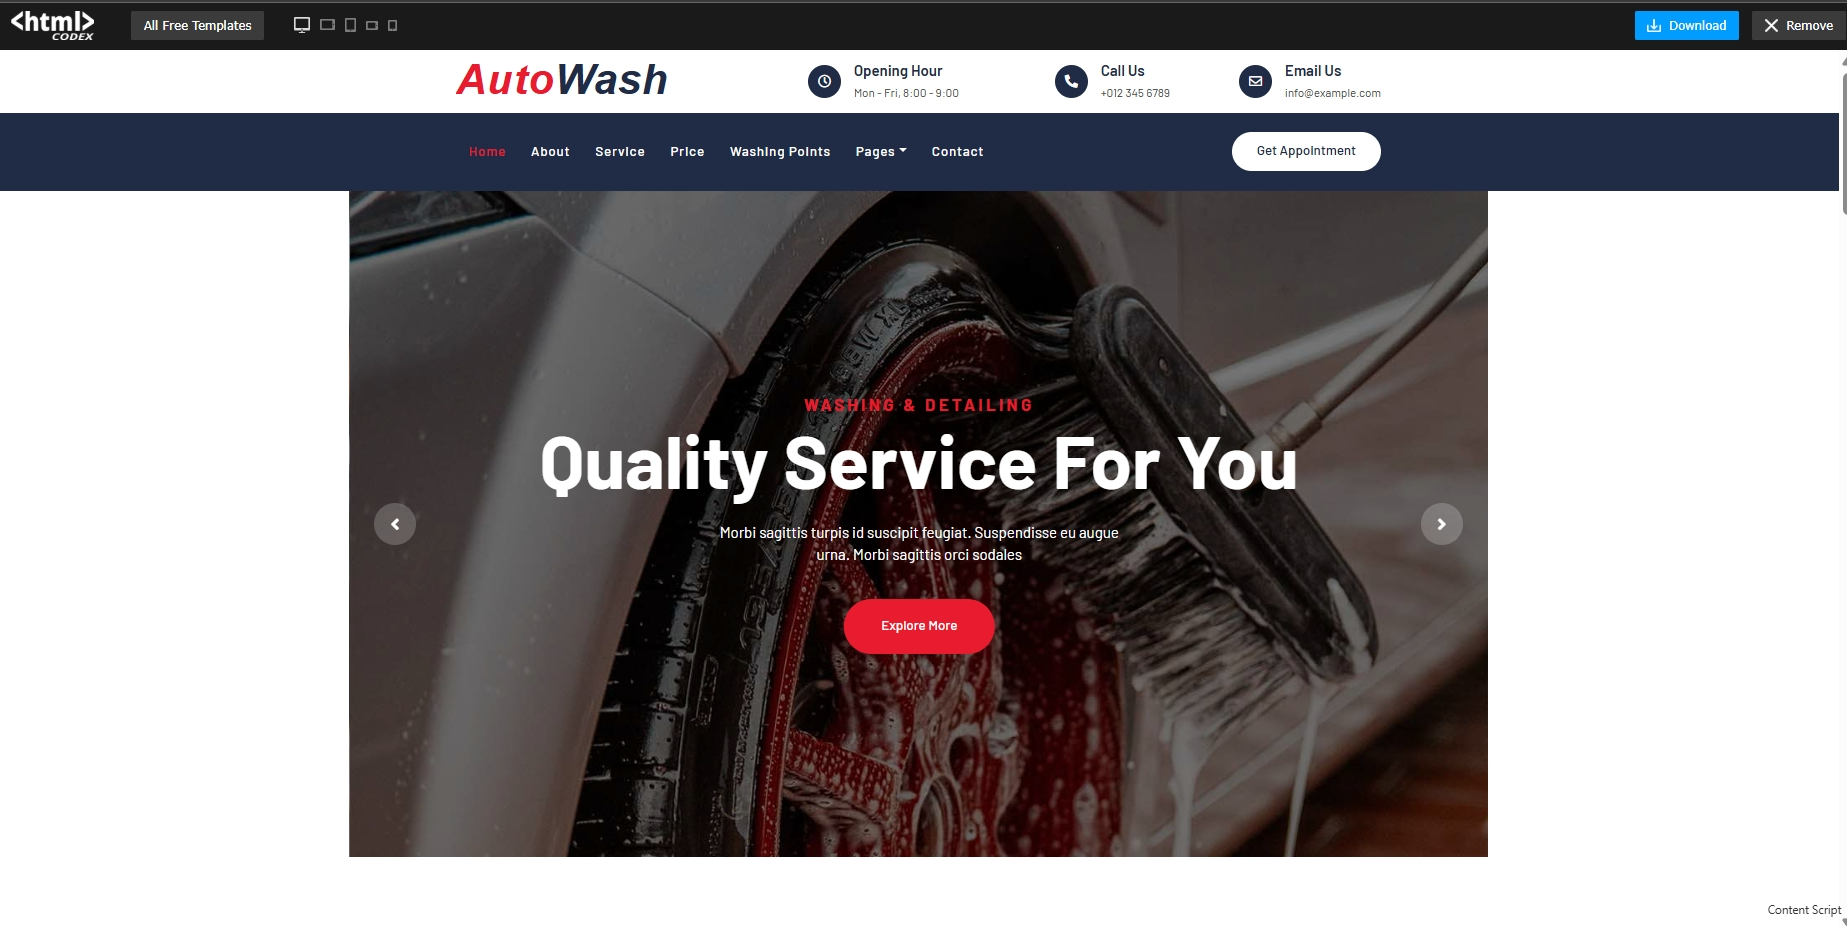 <html>
CODEX
All Free Templates
Download
Remove
AutoWash
Opening Hour
Mon - Fri, 8:00 - 9:00
Call Us
+012 345 6789
Email Us
info@example.com
Home
About
Service
Price
Washing Points
Pages
Contact
Get Appointment
WASHING & DETAILING
Quality Service For You
Morbi sagittis turpis id suscipit feugiat. Suspendisse eu augue
urna. Morbi sagittis orci sodales
Explore More
Content Script